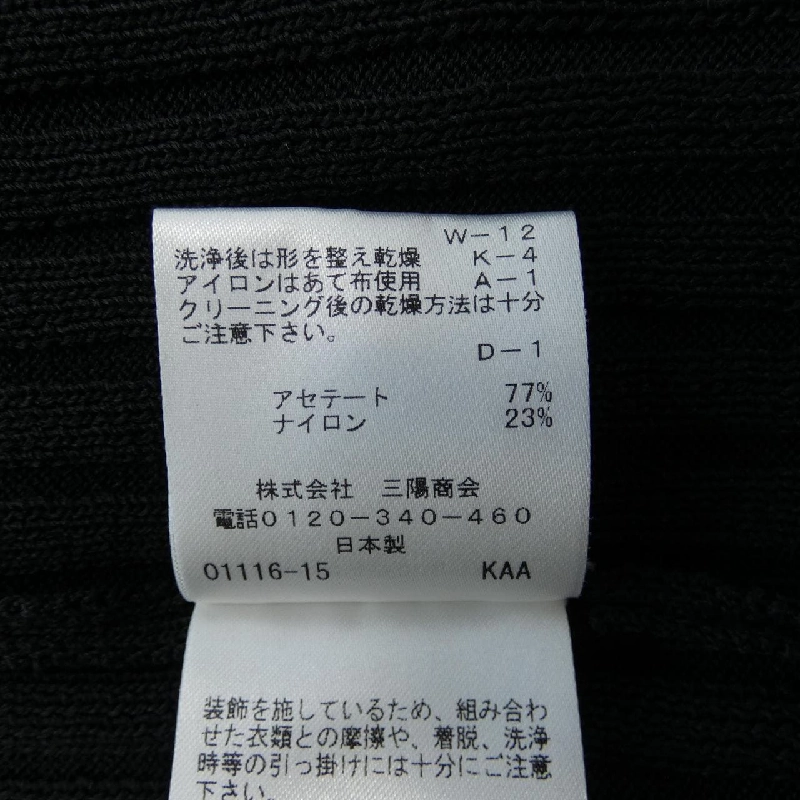 W-12
洗浄後は形を整え乾燥 K-4
アイロンはあて布使用 A-1
クリーニング後の乾燥方法は十分
ご注意下さい。
D-1
アセテート 77%
ナイロン 23%
株式会社 三陽商会
電話0120-340-460
日本製
01116-15 KAA
装飾を施しているため、組み合わ
せた衣類との摩擦や、着脱、洗浄
時等の引っ掛けには十分にご注意
下さい。